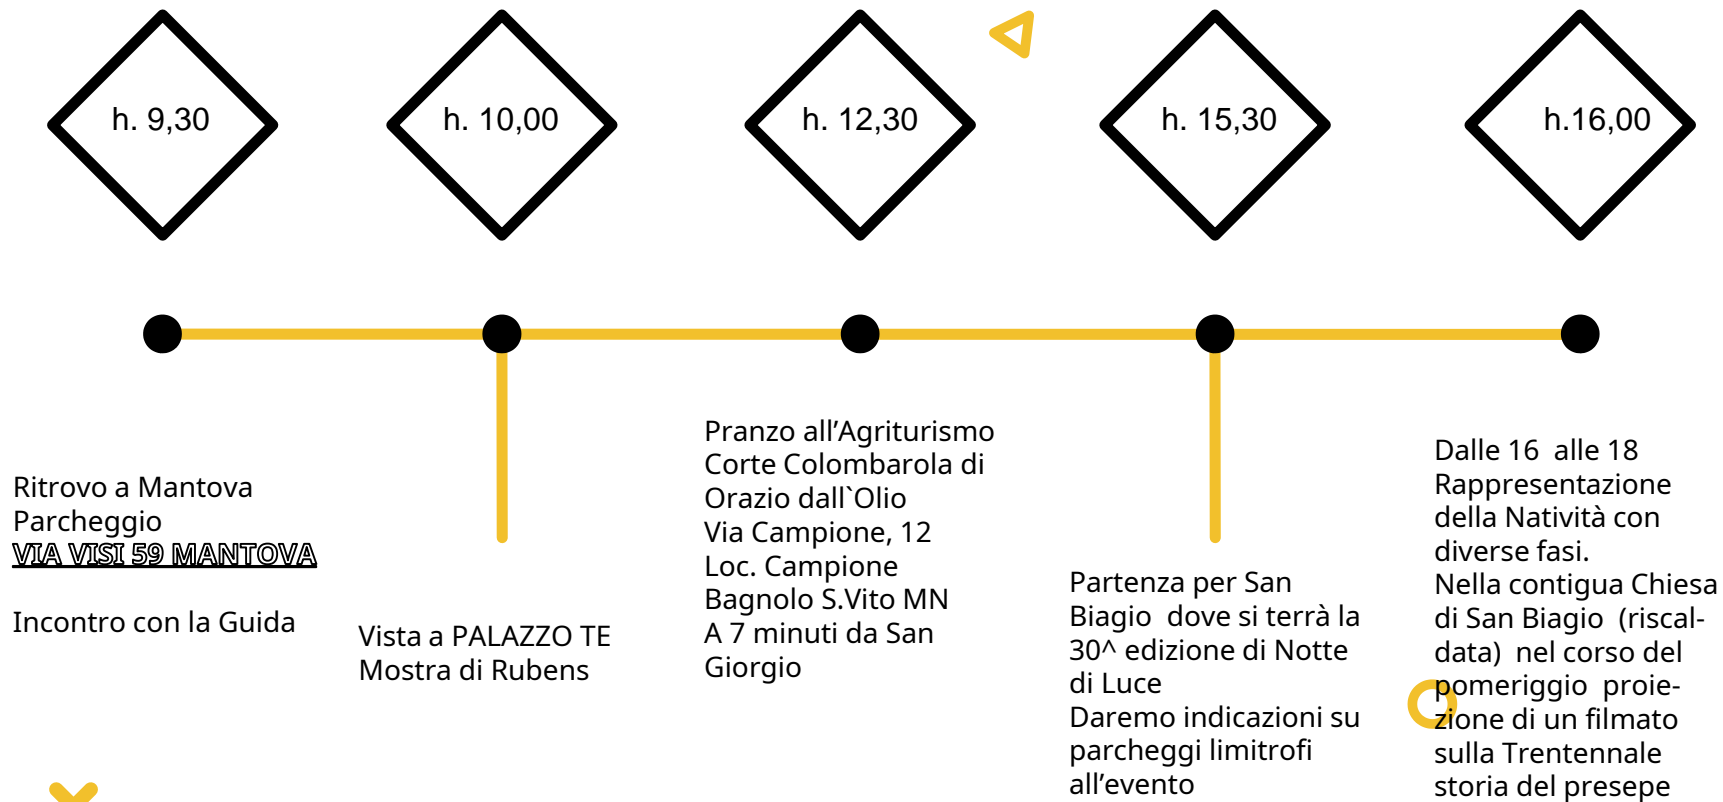 h. 9,30
h. 10,00
h. 12,30
h. 15,30
h.16,00
Ritrovo a Mantova
Parcheggio
VIA VISI 59 MANTOVA
Incontro con la Guida
Vista a PALAZZO TE
Mostra di Rubens
Pranzo all’Agriturismo
Corte Colombarola di
Orazio dall`Olio
Via Campione, 12
Loc. Campione
Bagnolo S.Vito MN
A 7 minuti da San
Giorgio
Partenza per San
Biagio  dove si terrà la
30^ edizione di Notte
di Luce
Daremo indicazioni su
parcheggi limitrofi
all’evento
Dalle 16  alle 18
Rappresentazione
della Natività con
diverse fasi.
Nella contigua Chiesa
di San Biagio  (riscal-
data)  nel corso del
pomeriggio  proie-
zione di un filmato
sulla Trentennale
storia del presepe